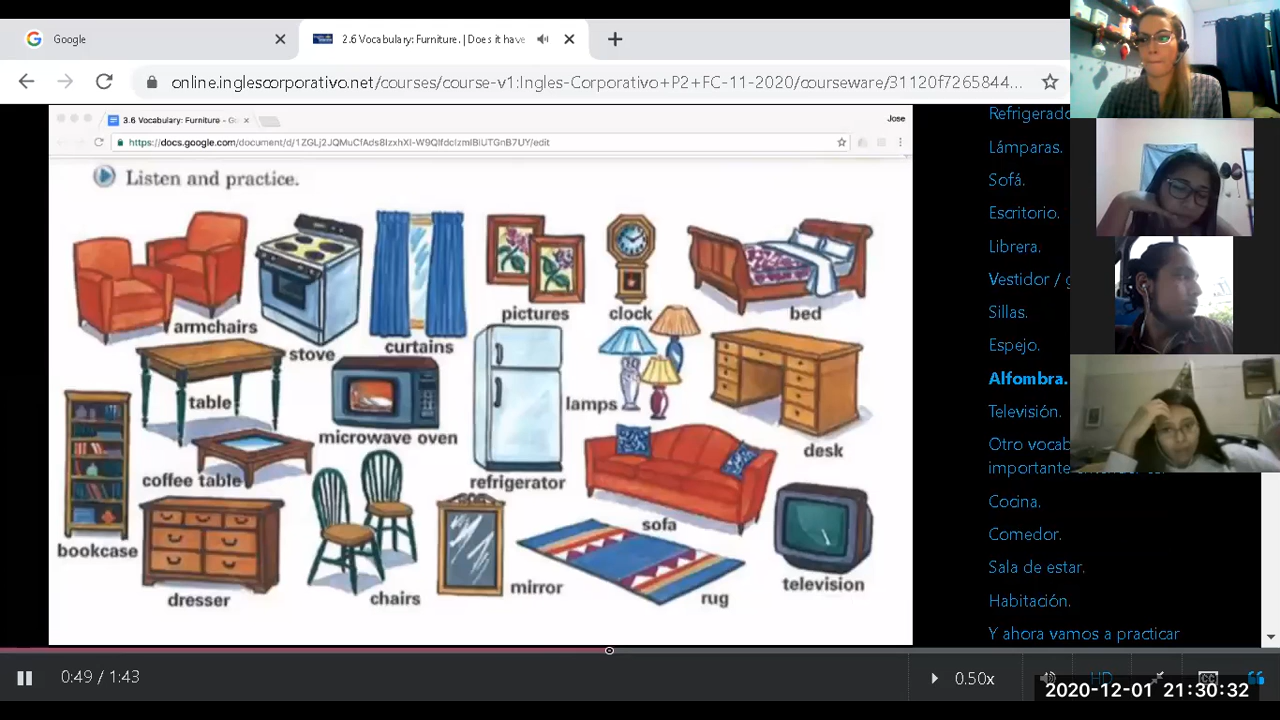 Google
2.6 Vocabulary: Furniture. | Does it have
online.inglescorporativo.net/courses/course-v1:Ingles-Corporativo+P2+FC-11-2020/courseware/31120f7265844...
3.6 Vocabulary: Furniture - Go
Jose
https://docs.google.com/document/d/1ZGLj2JQMuCfAds8IzxhXI-W9QIfdcIzmIBiUTGnB7UY/edit
Listen and practice.
armchairs
stove
curtains
pictures
clock
bed
table
microwave oven
refrigerator
lamps
desk
coffee table
bookcase
dresser
chairs
mirror
sofa
rug
television
Refrigerado
Lámparas.
Sofá.
Escritorio.
Librera.
Vestidor / g
Sillas.
Espejo.
Alfombra.
Televisión.
Otro vocab
importante
Cocina.
Comedor.
Sala de estar.
Habitación.
Y ahora vamos a practicar
0:49 / 1:43
0.50x
HD
CC
2020-12-01 21:30:32